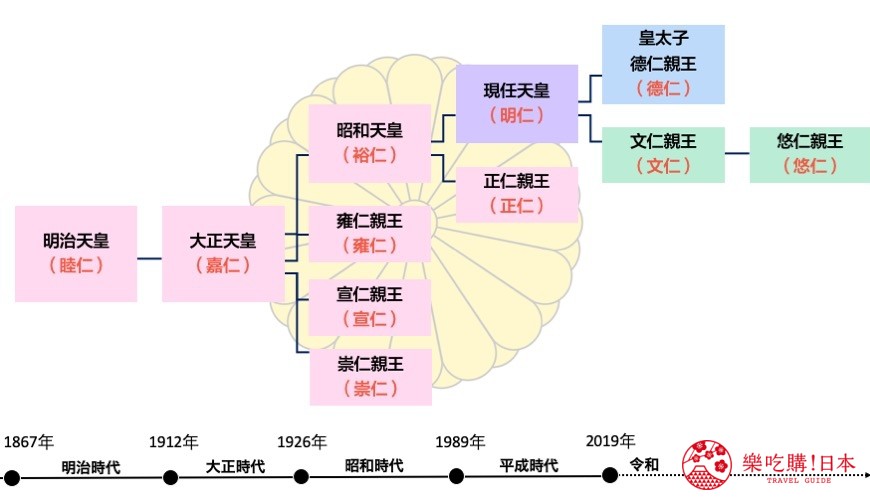 明治天皇
（睦仁）
大正天皇
（嘉仁）
昭和天皇
（裕仁）
雍仁親王
（雍仁）
宣仁親王
（宣仁）
崇仁親王
（崇仁）
現任天皇
（明仁）
正仁親王
（正仁）
皇太子
德仁親王
（德仁）
文仁親王
（文仁）
悠仁親王
（悠仁）
1867年
1912年
1926年
1989年
2019年
明治時代
大正時代
昭和時代
平成時代
令和
樂吃購！日本
TRAVEL GUIDE